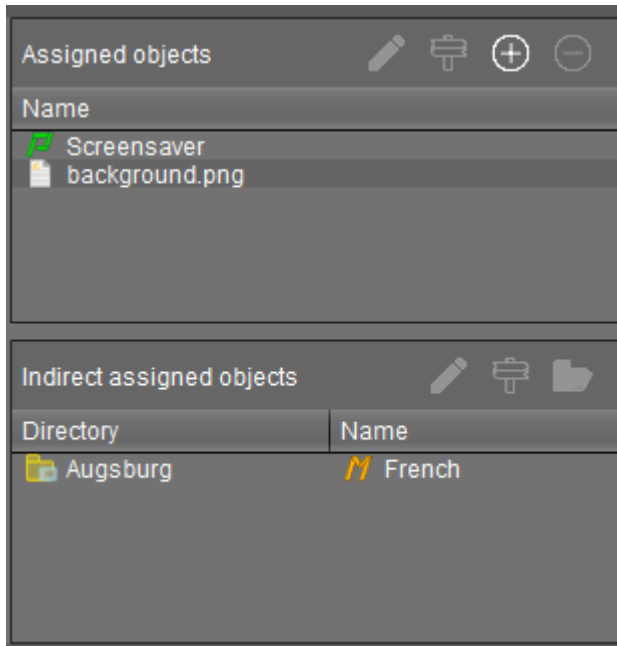 Assigned objects
Name
Screensaver
background.png
Indirect assigned objects
Directory Name
Augsburg French